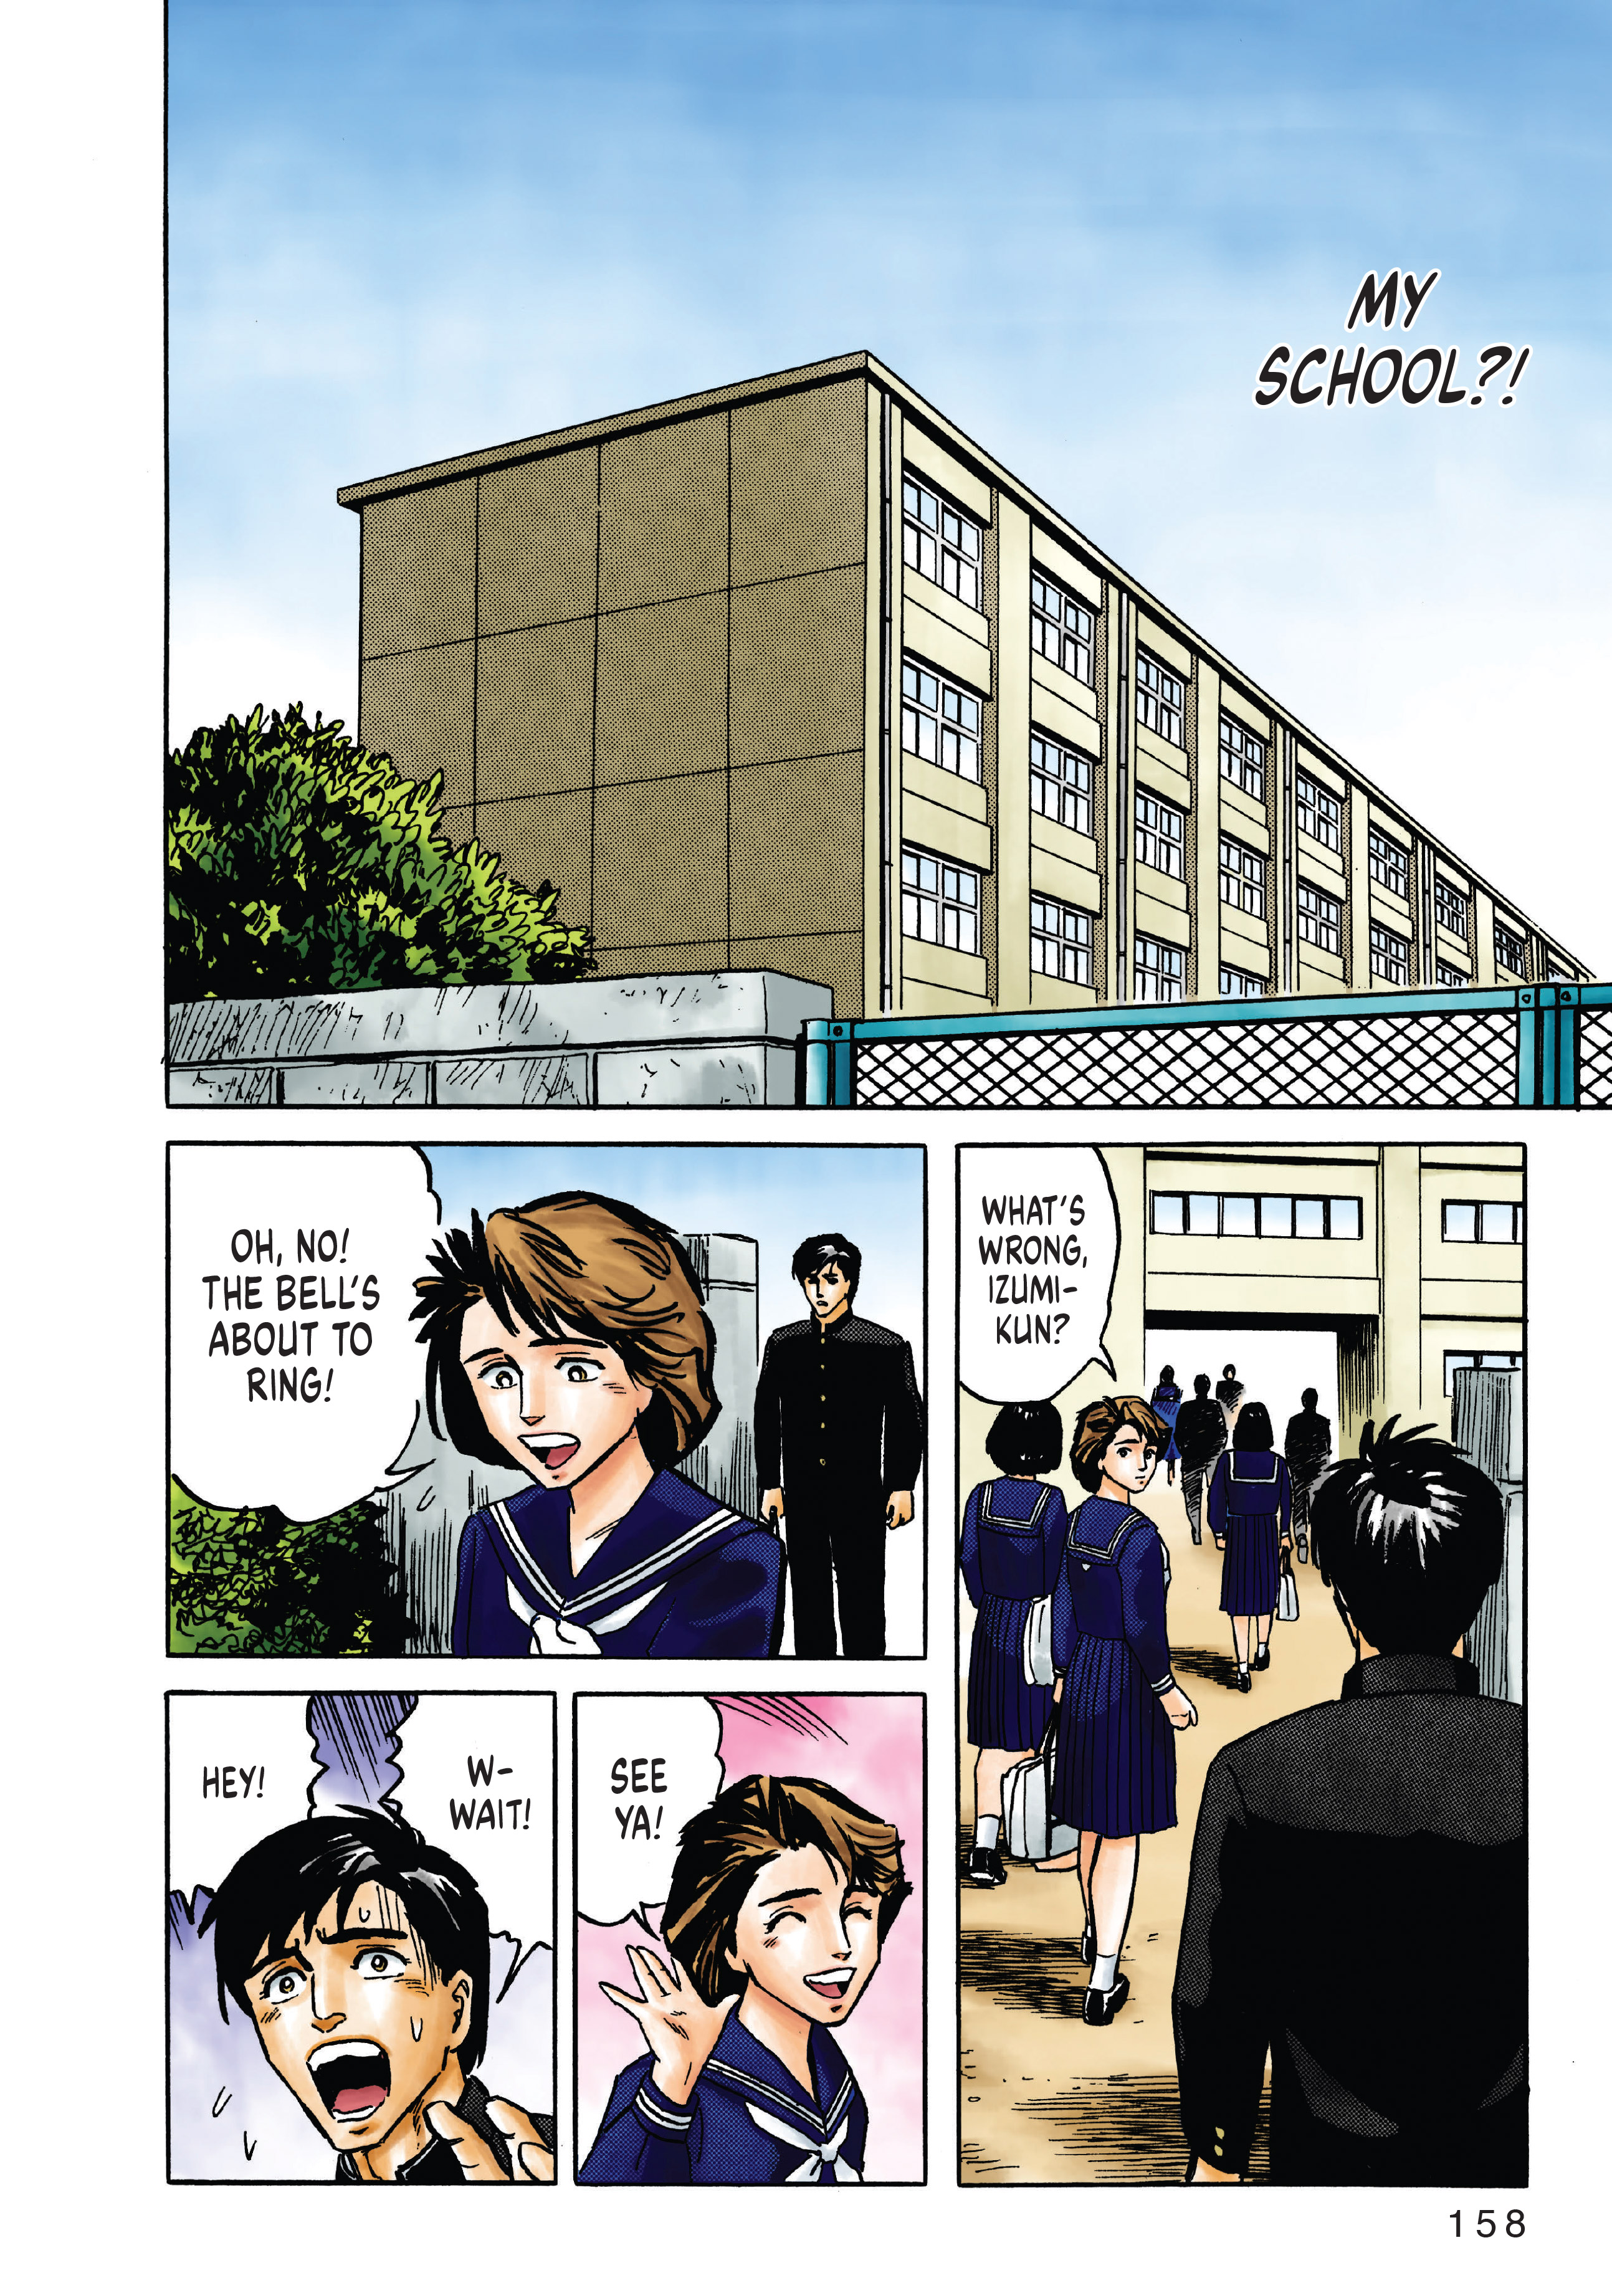 MY
SCHOOL?!
WHAT'S
WRONG,
IZUMI-
KUN?
OH, NO!
THE BELL'S
ABOUT TO
RING!
SEE
YA!
W-
WAIT!
HEY!
158